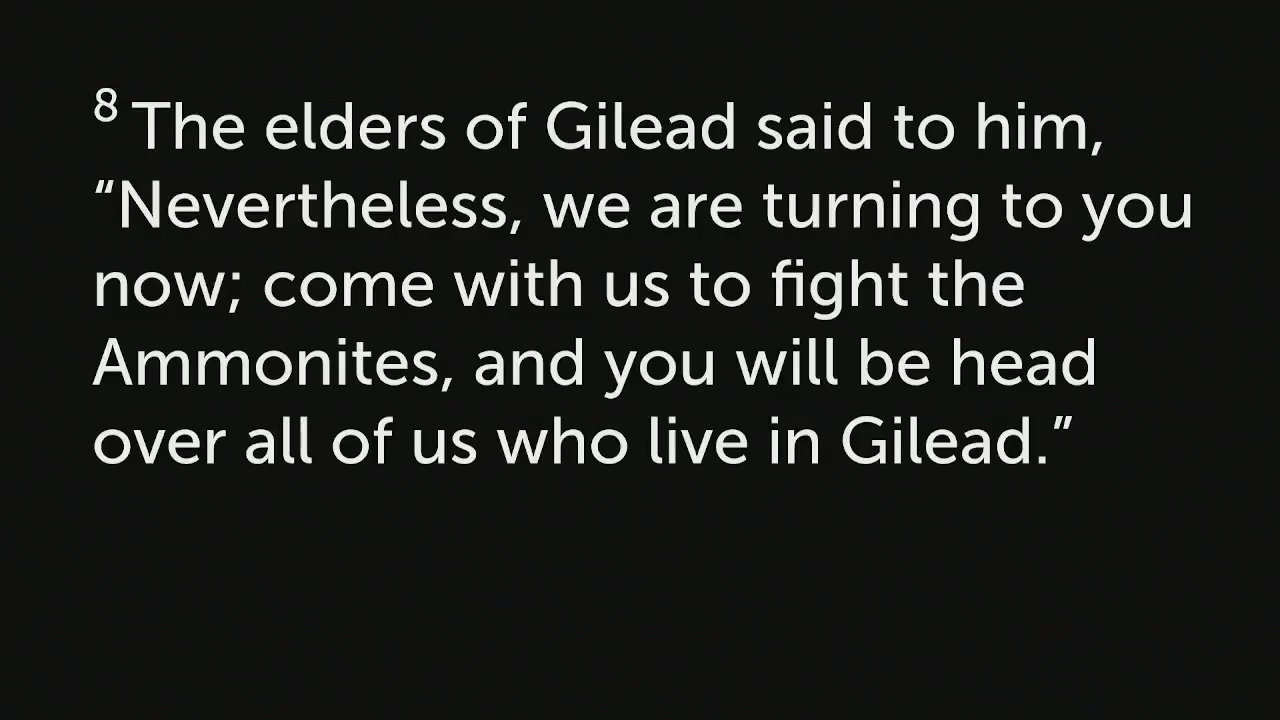 8 The elders of Gilead said to him,
“Nevertheless, we are turning to you
now; come with us to fight the
Ammonites, and you will be head
over all of us who live in Gilead.”